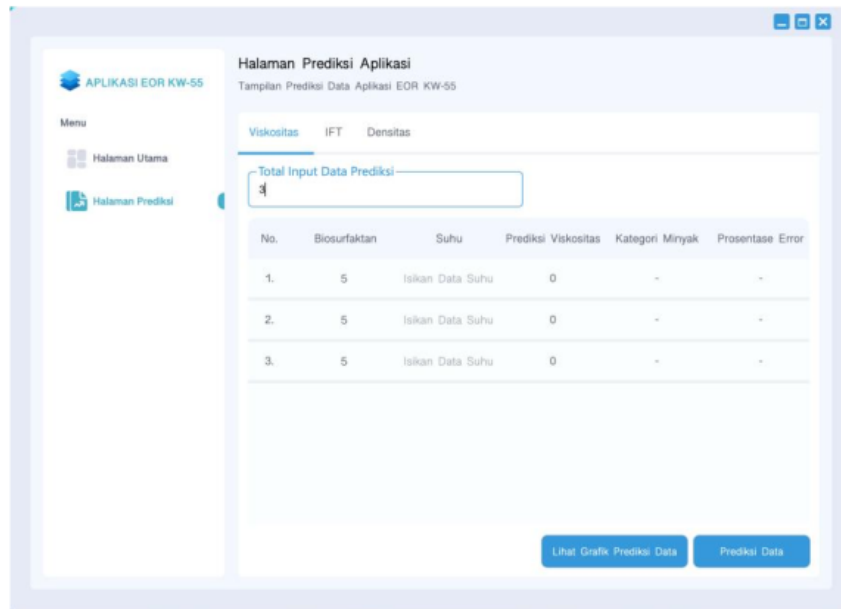 APLIKASI EOR KW-55
Menu
Halaman Utama
Halaman Prediksi
Halaman Prediksi Aplikasi
Tampilan Prediksi Data Aplikasi EOR KW-55
Viskositas IFT Densitas
Total Input Data Prediksi
3
No. Biosurfaktan Suhu Prediksi Viskositas Kategori Minyak Prosentase Error
1. 5 Isikan Data Suhu 0 - -
2. 5 Isikan Data Suhu 0 - -
3. 5 Isikan Data Suhu 0 - -
Lihat Grafik Prediksi Data Prediksi Data